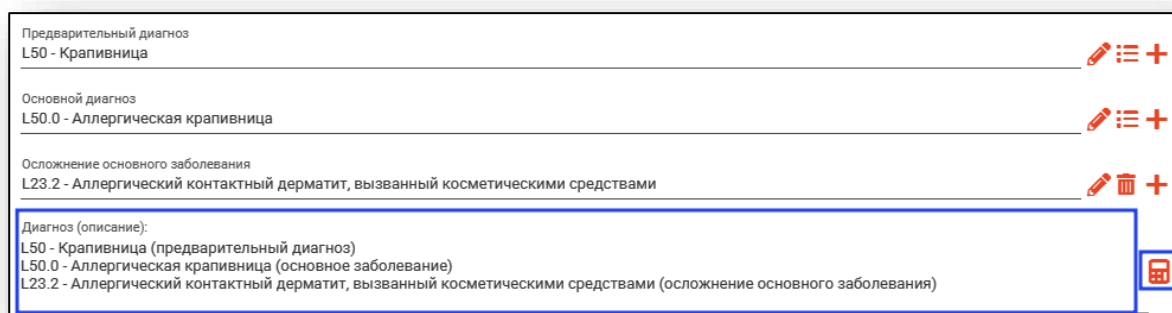 Предварительный диагноз
L50 - Крапивница
Основной диагноз
L50.0 - Аллергическая крапивница
Осложнение основного заболевания
L23.2 - Аллергический контактный дерматит, вызванный косметическими средствами
Диагноз (описание):
L50 - Крапивница (предварительный диагноз)
L50.0 - Аллергическая крапивница (основное заболевание)
L23.2 - Аллергический контактный дерматит, вызванный косметическими средствами (осложнение основного заболевания)